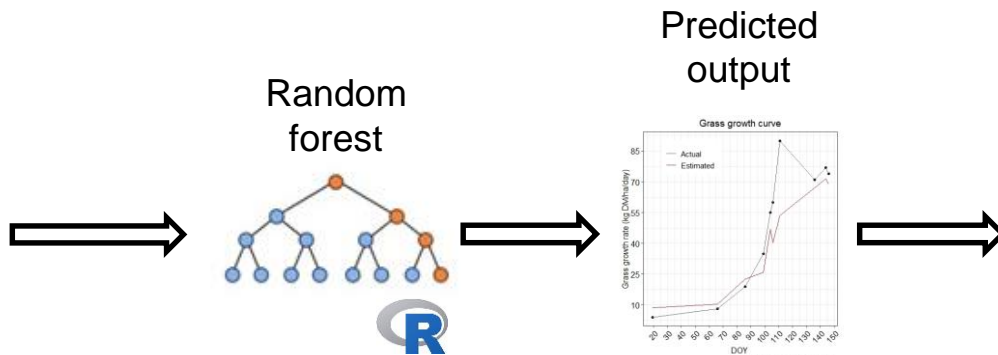 Random
forest
R
Predicted
output
Grass growth curve
Actual
Estimated
Grass growth rate (kg DM/ha/day)
85
70
55
40
25
10
20 30 40 50 60 70 80 90 100 110 120 130 140 150
DOY